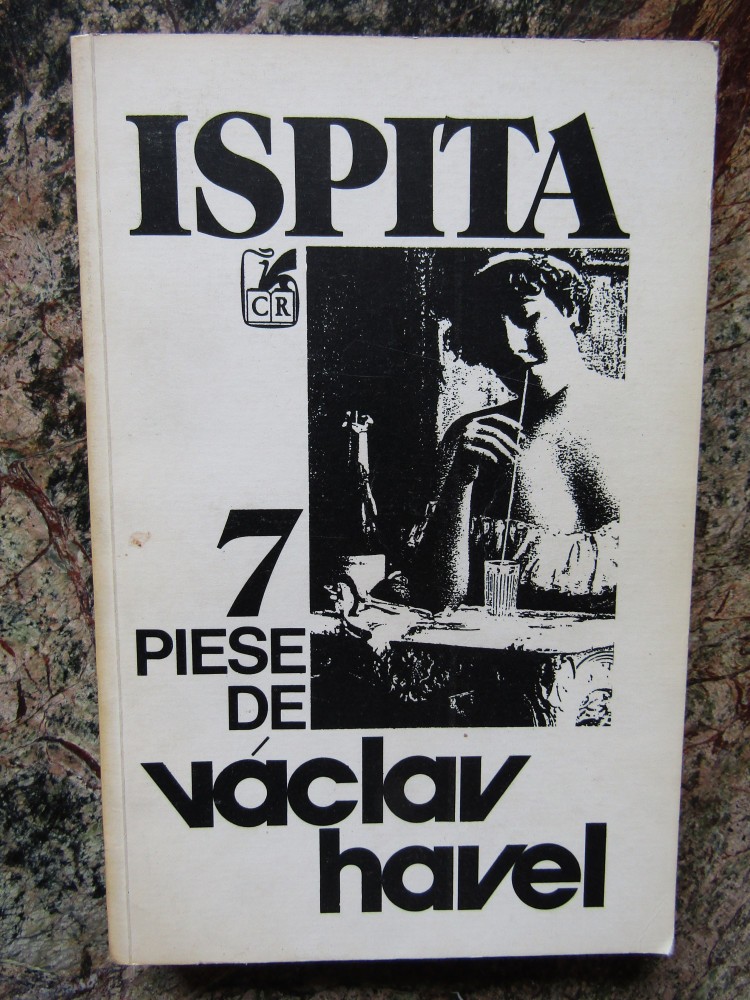 ISPITA
CR
7
PIESE
DE
václav
havel